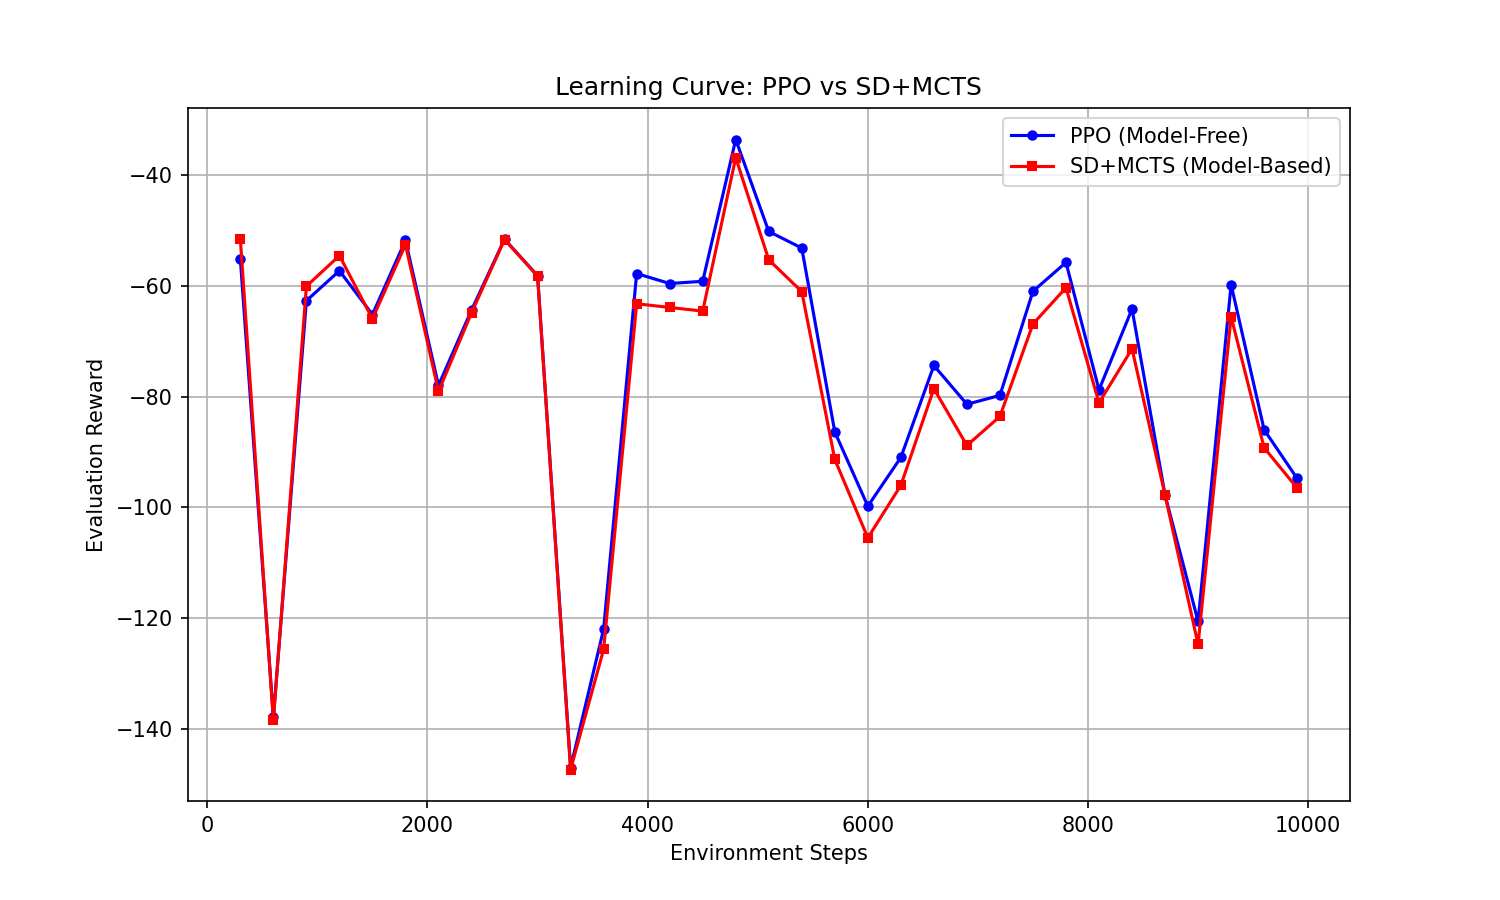 Learning Curve: PPO vs SD+MCTS
PPO (Model-Free)
SD+MCTS (Model-Based)
Evaluation Reward
−40
−60
−80
−100
−120
−140
0
2000
4000
6000
8000
10000
Environment Steps